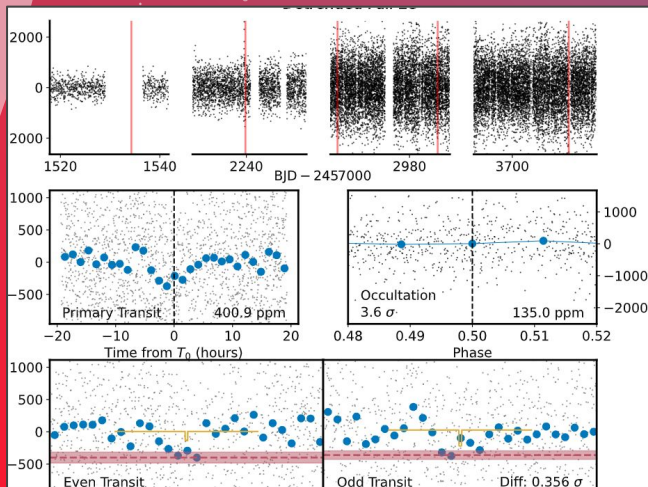 2000
0
2000
1520
1540
2240
2980
3700
BJD − 2457000
1000
500
0
−500
Primary Transit
400.9 ppm
−20
−10
0
10
20
Time from T0 (hours)
1000
0
−1000
−2000
Occultation
3.6 σ
135.0 ppm
0.48
0.49
0.50
0.51
0.52
Phase
1000
500
0
−500
Even Transit
Odd Transit
Diff: 0.356 σ